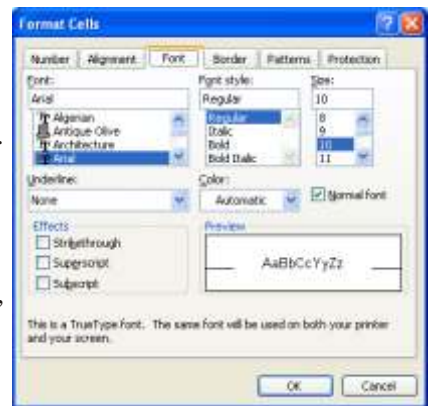 Format Cells
Number Alignment Font Border Patterns Protection
Font: Font style: Size:
Arial Regular 10
Algerian Regular 8
Antique Olive Italic 9
Architecture Bold 10
Arial Bold Italic 11
Underline: Color:
None Automatic Normal font
Effects Preview
Strikethrough
Superscript AaBbCcYyZz
Subscript
This is a TrueType font. The same font will be used on both your printer
and your screen.
OK Cancel